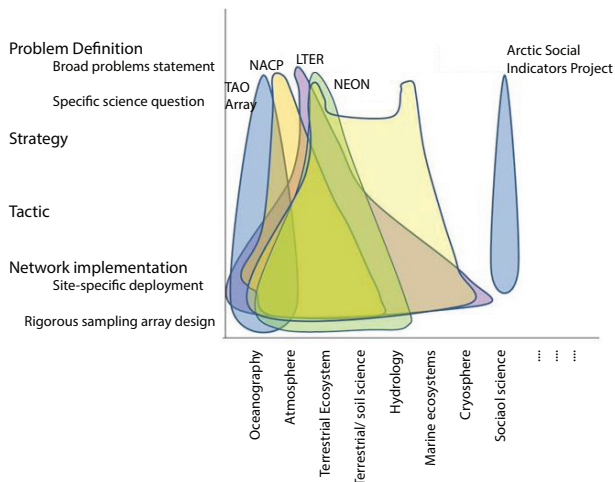 Problem Definition
Broad problems statement
Specific science question
Strategy
Tactic
Network implementation
Site-specific deployment
Rigorous sampling array design
TAO
Array
NACP
LTER
NEON
Arctic Social
Indicators Project
Oceanography
Atmosphere
Terrestrial Ecosystem
Terrestrial/ soil science
Hydrology
Marine ecosystems
Cryosphere
Sociaol science
... ... ...